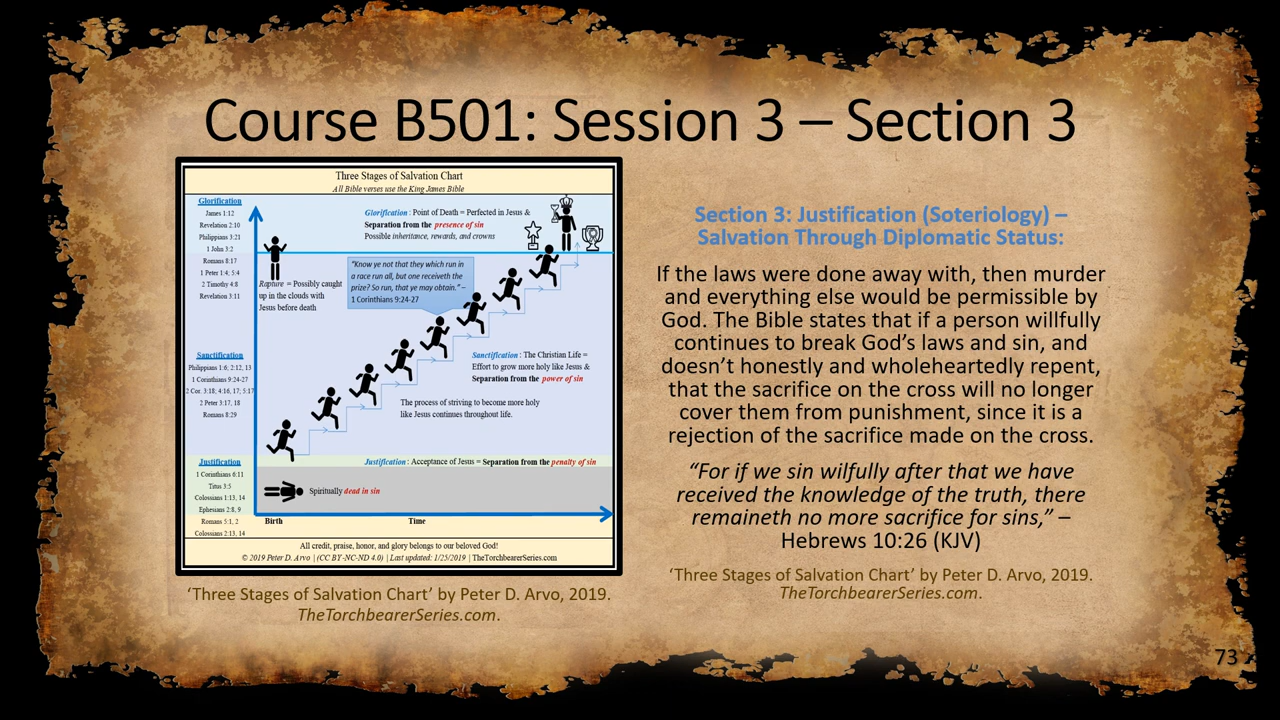 Course B501: Session 3 – Section 3
Three Stages of Salvation Chart
All Bible verses use the King James Bible
Glorification
James 1:12
Revelation 2:10
Philippians 3:21
1 John 3:2
Romans 8:17
1 Peter 1:4; 5:4
2 Timothy 4:8
Revelation 3:11
Glorification : Point of Death = Perfected in Jesus &
Separation from the presence of sin
Possible inheritance, rewards, and crowns
Rapture = Possibly caught
up in the clouds with
Jesus before death
"Know ye not that they which run in
a race run all, but one receiveth the
prize? So run, that ye may obtain." –
1 Corinthians 9:24-27
Sanctification
Philippians 1:6; 2:12, 13
1 Corinthians 9:24-27
2 Cor. 3:18; 4:16, 17; 5:17
2 Peter 3:17, 18
Romans 8:29
Sanctification : The Christian Life =
Effort to grow more holy like Jesus &
Separation from the power of sin
The process of striving to become more holy
like Jesus continues throughout life.
Justification
1 Corinthians 6:11
Titus 3:5
Colossians 1:13, 14
Ephesians 2:8, 9
Romans 5:1, 2
Colossians 2:13, 14
Justification : Acceptance of Jesus = Separation from the penalty of sin
Spiritually dead in sin
Birth
Time
All credit, praise, honor, and glory belongs to our beloved God!
© 2019 Peter D. Arvo | (CC BY-NC-ND 4.0) | Last updated: 1/25/2019 | TheTorchbearerSeries.com
‘Three Stages of Salvation Chart’ by Peter D. Arvo, 2019.
TheTorchbearerSeries.com.
Section 3: Justification (Soteriology) –
Salvation Through Diplomatic Status:
If the laws were done away with, then murder
and everything else would be permissible by
God. The Bible states that if a person willfully
continues to break God’s laws and sin, and
doesn’t honestly and wholeheartedly repent,
that the sacrifice on the cross will no longer
cover them from punishment, since it is a
rejection of the sacrifice made on the cross.
“For if we sin wilfully after that we have
received the knowledge of the truth, there
remaineth no more sacrifice for sins,” –
Hebrews 10:26 (KJV)
‘Three Stages of Salvation Chart’ by Peter D. Arvo, 2019.
TheTorchbearerSeries.com.
73